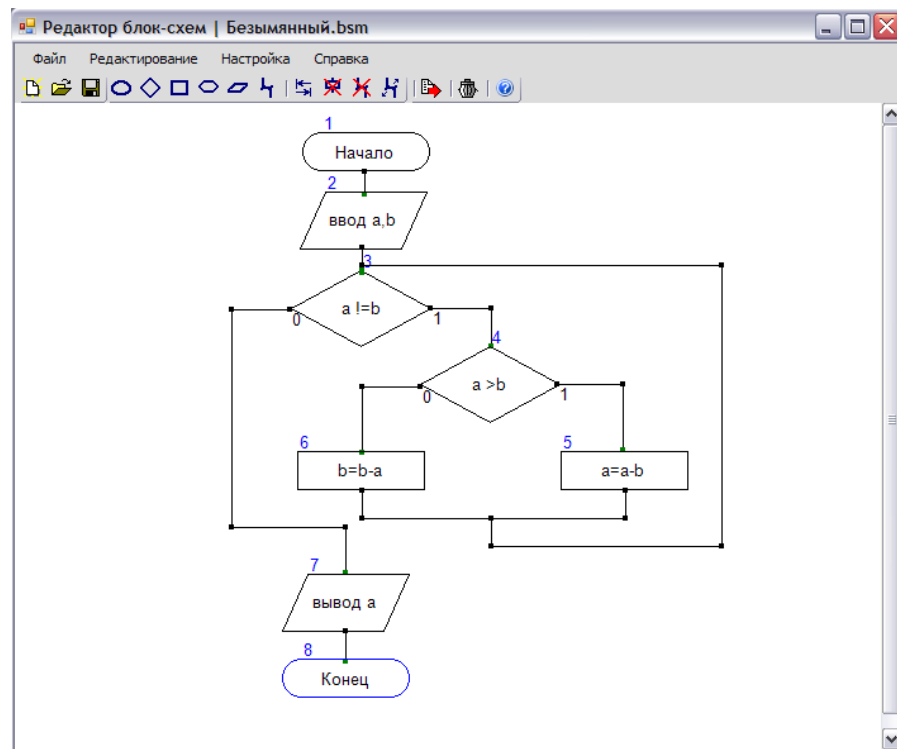 Редактор блок-схем | Безымянный.bsm
Файл Редактирование Настройка Справка
1
Начало
2
ввод a,b
3
a !=b
0
1
4
a >b
0
1
6
b=b-a
5
a=a-b
7
вывод a
8
Конец